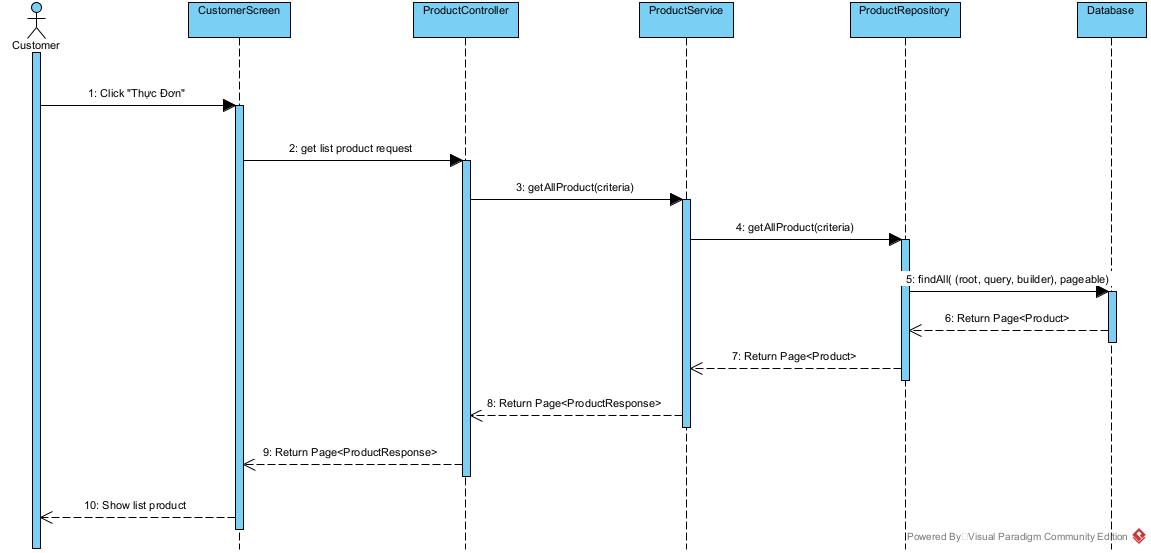 CustomerScreen
ProductController
ProductService
ProductRepository
Database
Customer
1: Click "Thực Đơn"
2: get list product request
3: getAllProduct(criteria)
4: getAllProduct(criteria)
5: findAll( (root, query, builder), pageable)
6: Return Page<Product>
7: Return Page<Product>
8: Return Page<ProductResponse>
9: Return Page<ProductResponse>
10: Show list product
Powered By Visual Paradigm Community Edition